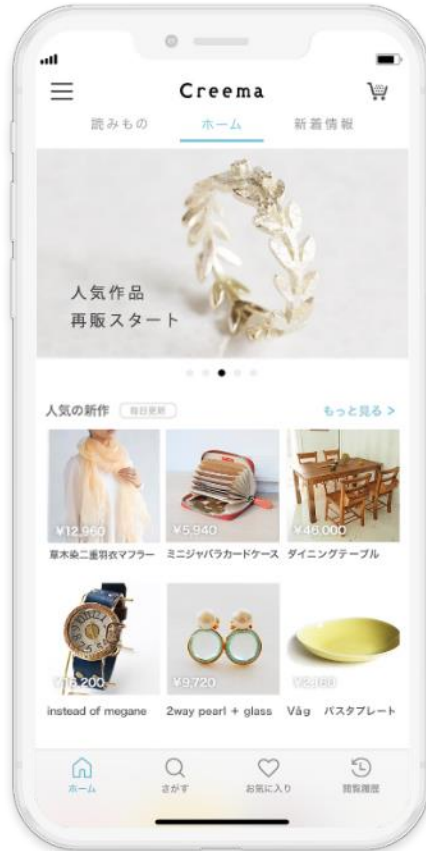 Creema
読みもの
ホーム
新着情報
人気作品
再販スタート
人気の新作 毎日更新 もっと見る >
¥12,960 ¥5,940 ¥46,000
草木染二重羽衣マフラー ミニジャバラカードケース ダイニングテーブル
¥16,200 ¥9,720 ¥2,160
instead of megane 2way pearl + glass Våg パスタプレート
ホーム さがす お気に入り 閲覧履歴